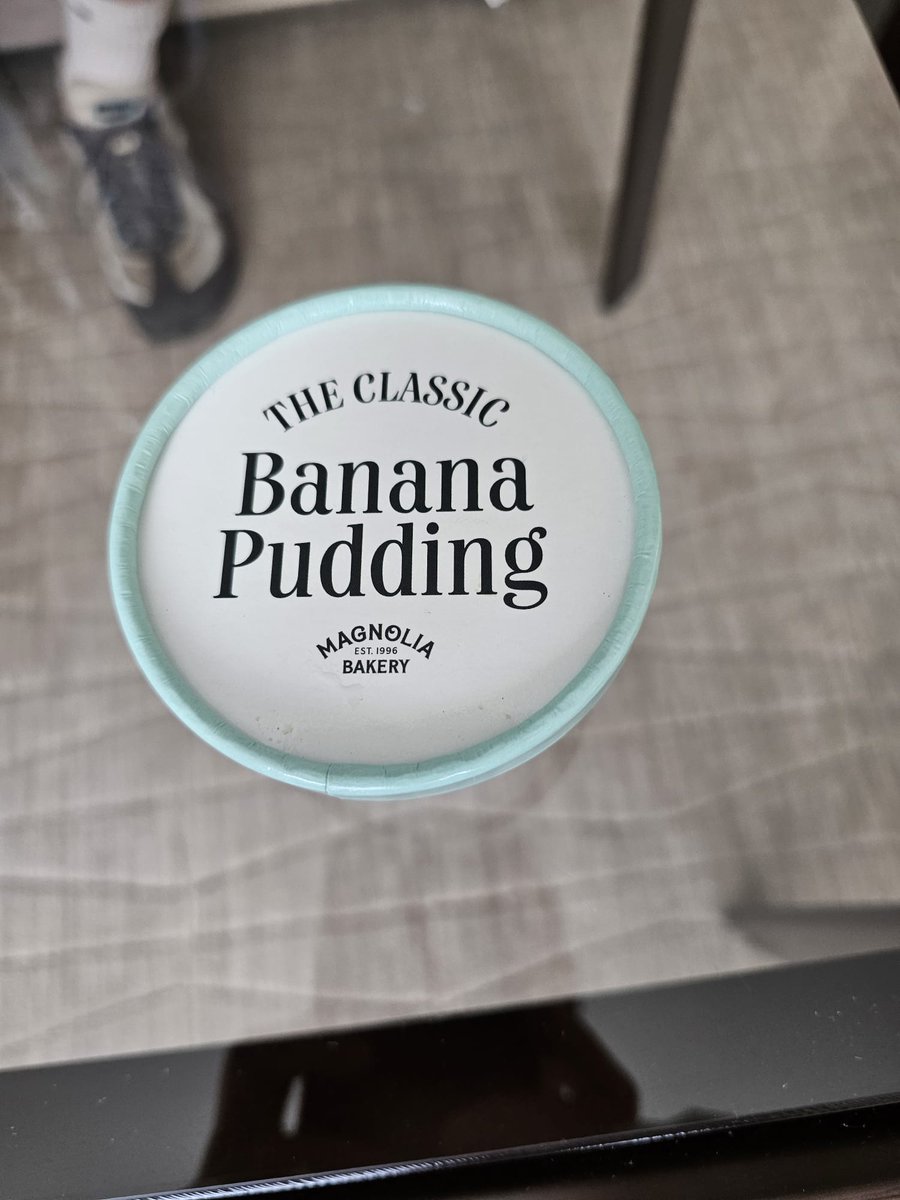 THE CLASSIC
Banana
Pudding
MAGNOLIA
EST. 1996
BAKERY